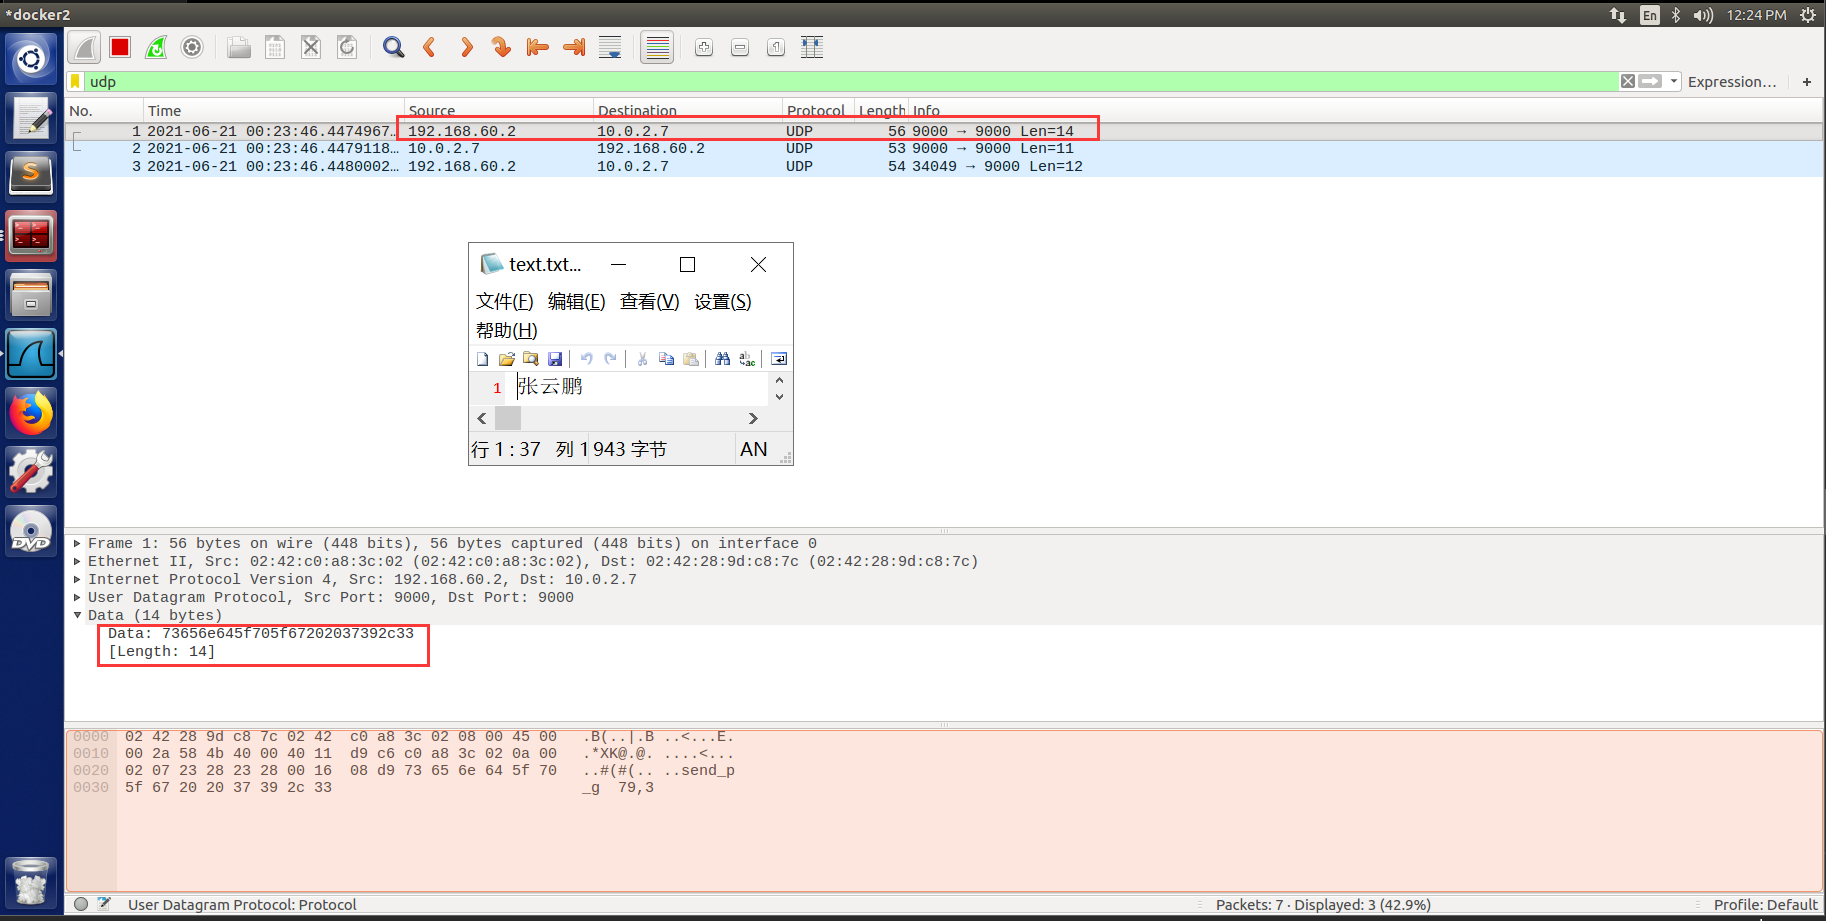 *docker2
En
12:24 PM
udp
Expression…
+
No. Time Source Destination Protocol Length Info
1 2021-06-21 00:23:46.4474967… 192.168.60.2 10.0.2.7 UDP 56 9000 → 9000 Len=14
2 2021-06-21 00:23:46.4479118… 10.0.2.7 192.168.60.2 UDP 53 9000 → 9000 Len=11
3 2021-06-21 00:23:46.4480002… 192.168.60.2 10.0.2.7 UDP 54 34049 → 9000 Len=12
text.txt...
文件(F) 编辑(E) 查看(V) 设置(S)
帮助(H)
1 张云鹏
行 1 : 37 列 1 943 字节 AN
Frame 1: 56 bytes on wire (448 bits), 56 bytes captured (448 bits) on interface 0
Ethernet II, Src: 02:42:c0:a8:3c:02 (02:42:c0:a8:3c:02), Dst: 02:42:28:9d:c8:7c (02:42:28:9d:c8:7c)
Internet Protocol Version 4, Src: 192.168.60.2, Dst: 10.0.2.7
User Datagram Protocol, Src Port: 9000, Dst Port: 9000
Data (14 bytes)
Data: 73656e645f705f67202037392c33
[Length: 14]
0000 02 42 28 9d c8 7c 02 42 c0 a8 3c 02 08 00 45 00 .B(..|.B ..<...E.
0010 00 2a 58 4b 40 00 40 11 d9 c6 c0 a8 3c 02 0a 00 .*XK@.@. ....<...
0020 02 07 23 28 23 28 00 16 08 d9 73 65 6e 64 5f 70 ..#(#(.. ..send_p
0030 5f 67 20 20 37 39 2c 33 _g  79,3
DVD
User Datagram Protocol: Protocol
Packets: 7 · Displayed: 3 (42.9%)
Profile: Default